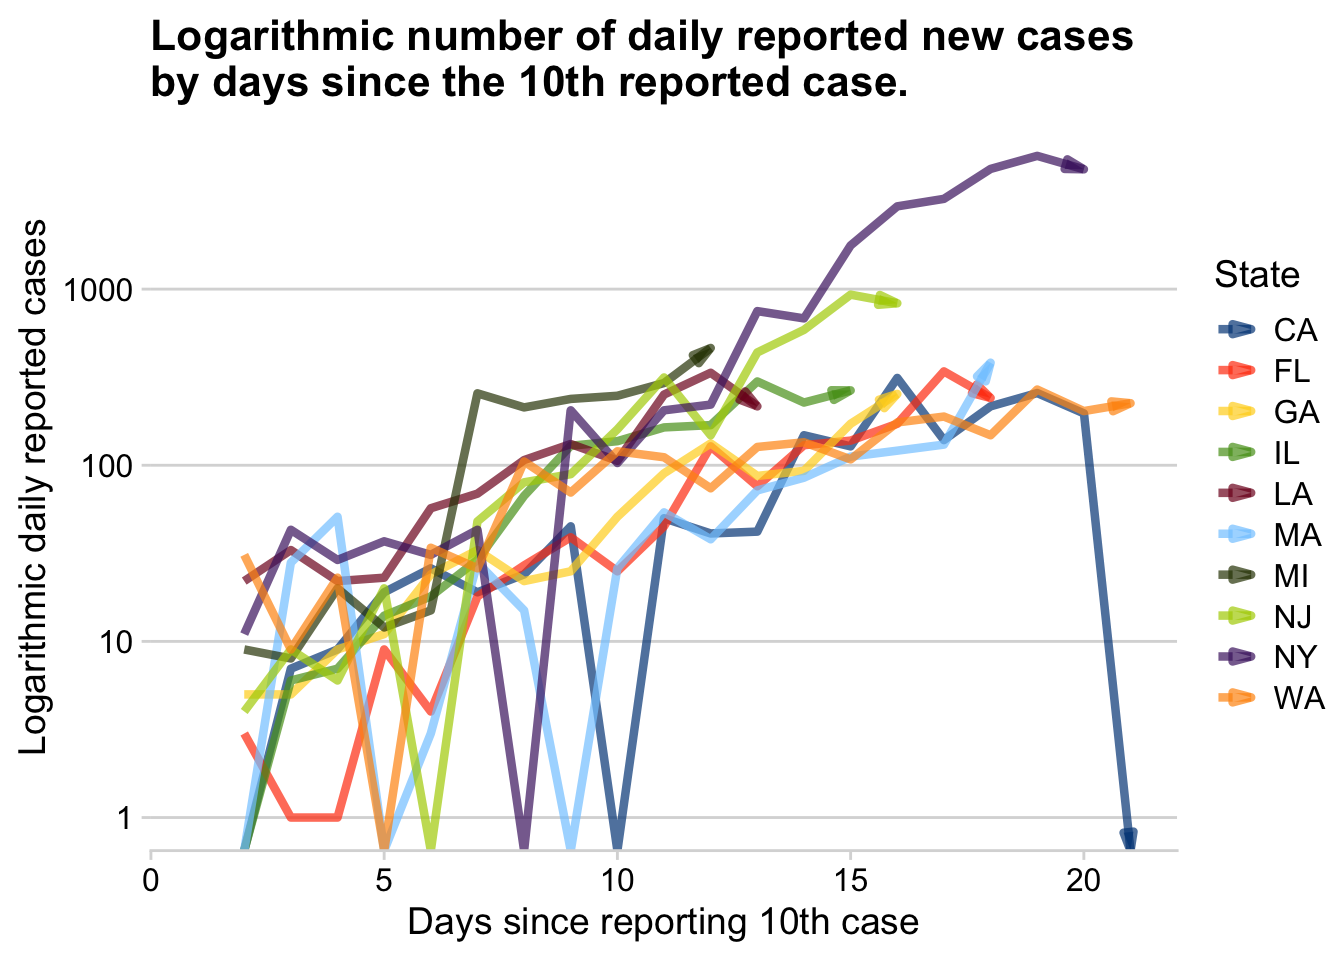 Logarithmic number of daily reported new cases
by days since the 10th reported case.
Logarithmic daily reported cases
1000
100
10
1
0 5 10 15 20
Days since reporting 10th case
State
CA
FL
GA
IL
LA
MA
MI
NJ
NY
WA